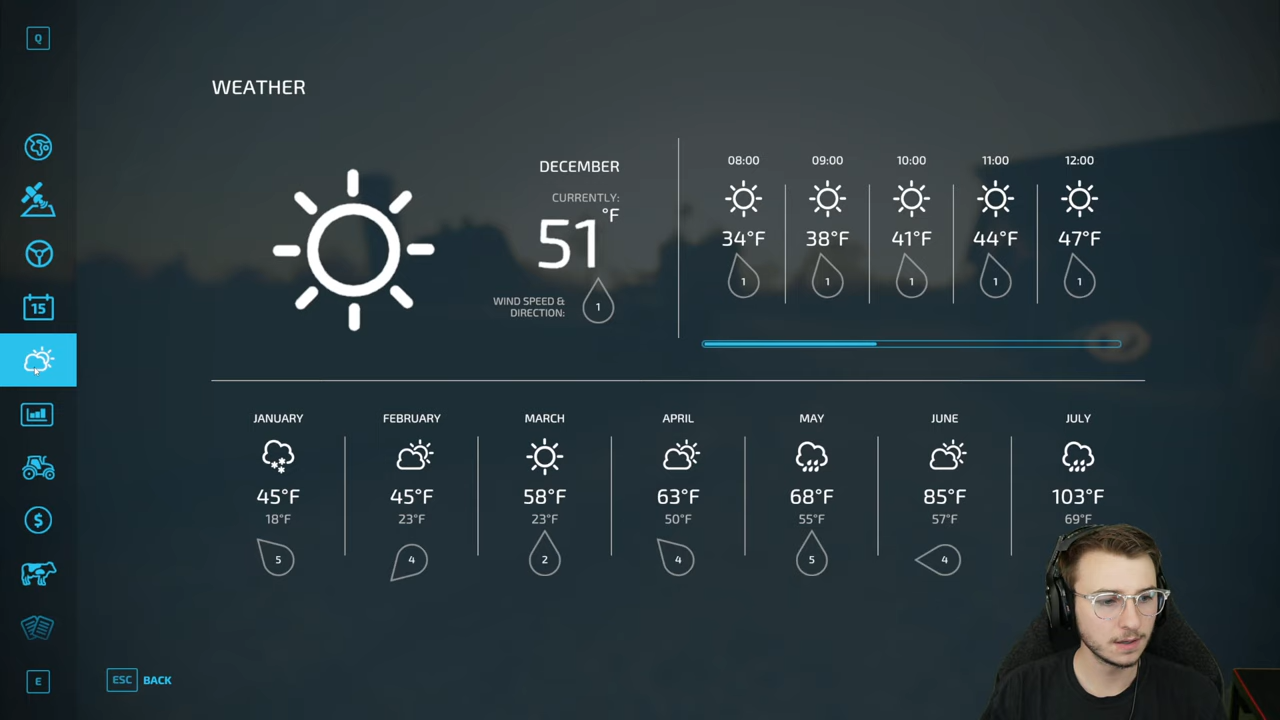 Q
WEATHER
DECEMBER
CURRENTLY:
51°F
WIND SPEED &
DIRECTION:
1
08:00 09:00 10:00 11:00 12:00
34°F 38°F 41°F 44°F 47°F
1 1 1 1 1
15
JANUARY FEBRUARY MARCH APRIL MAY JUNE JULY
45°F 45°F 58°F 63°F 68°F 85°F 103°F
18°F 23°F 23°F 50°F 55°F 57°F 69°F
5 4 2 4 5 4
$
E
ESC BACK